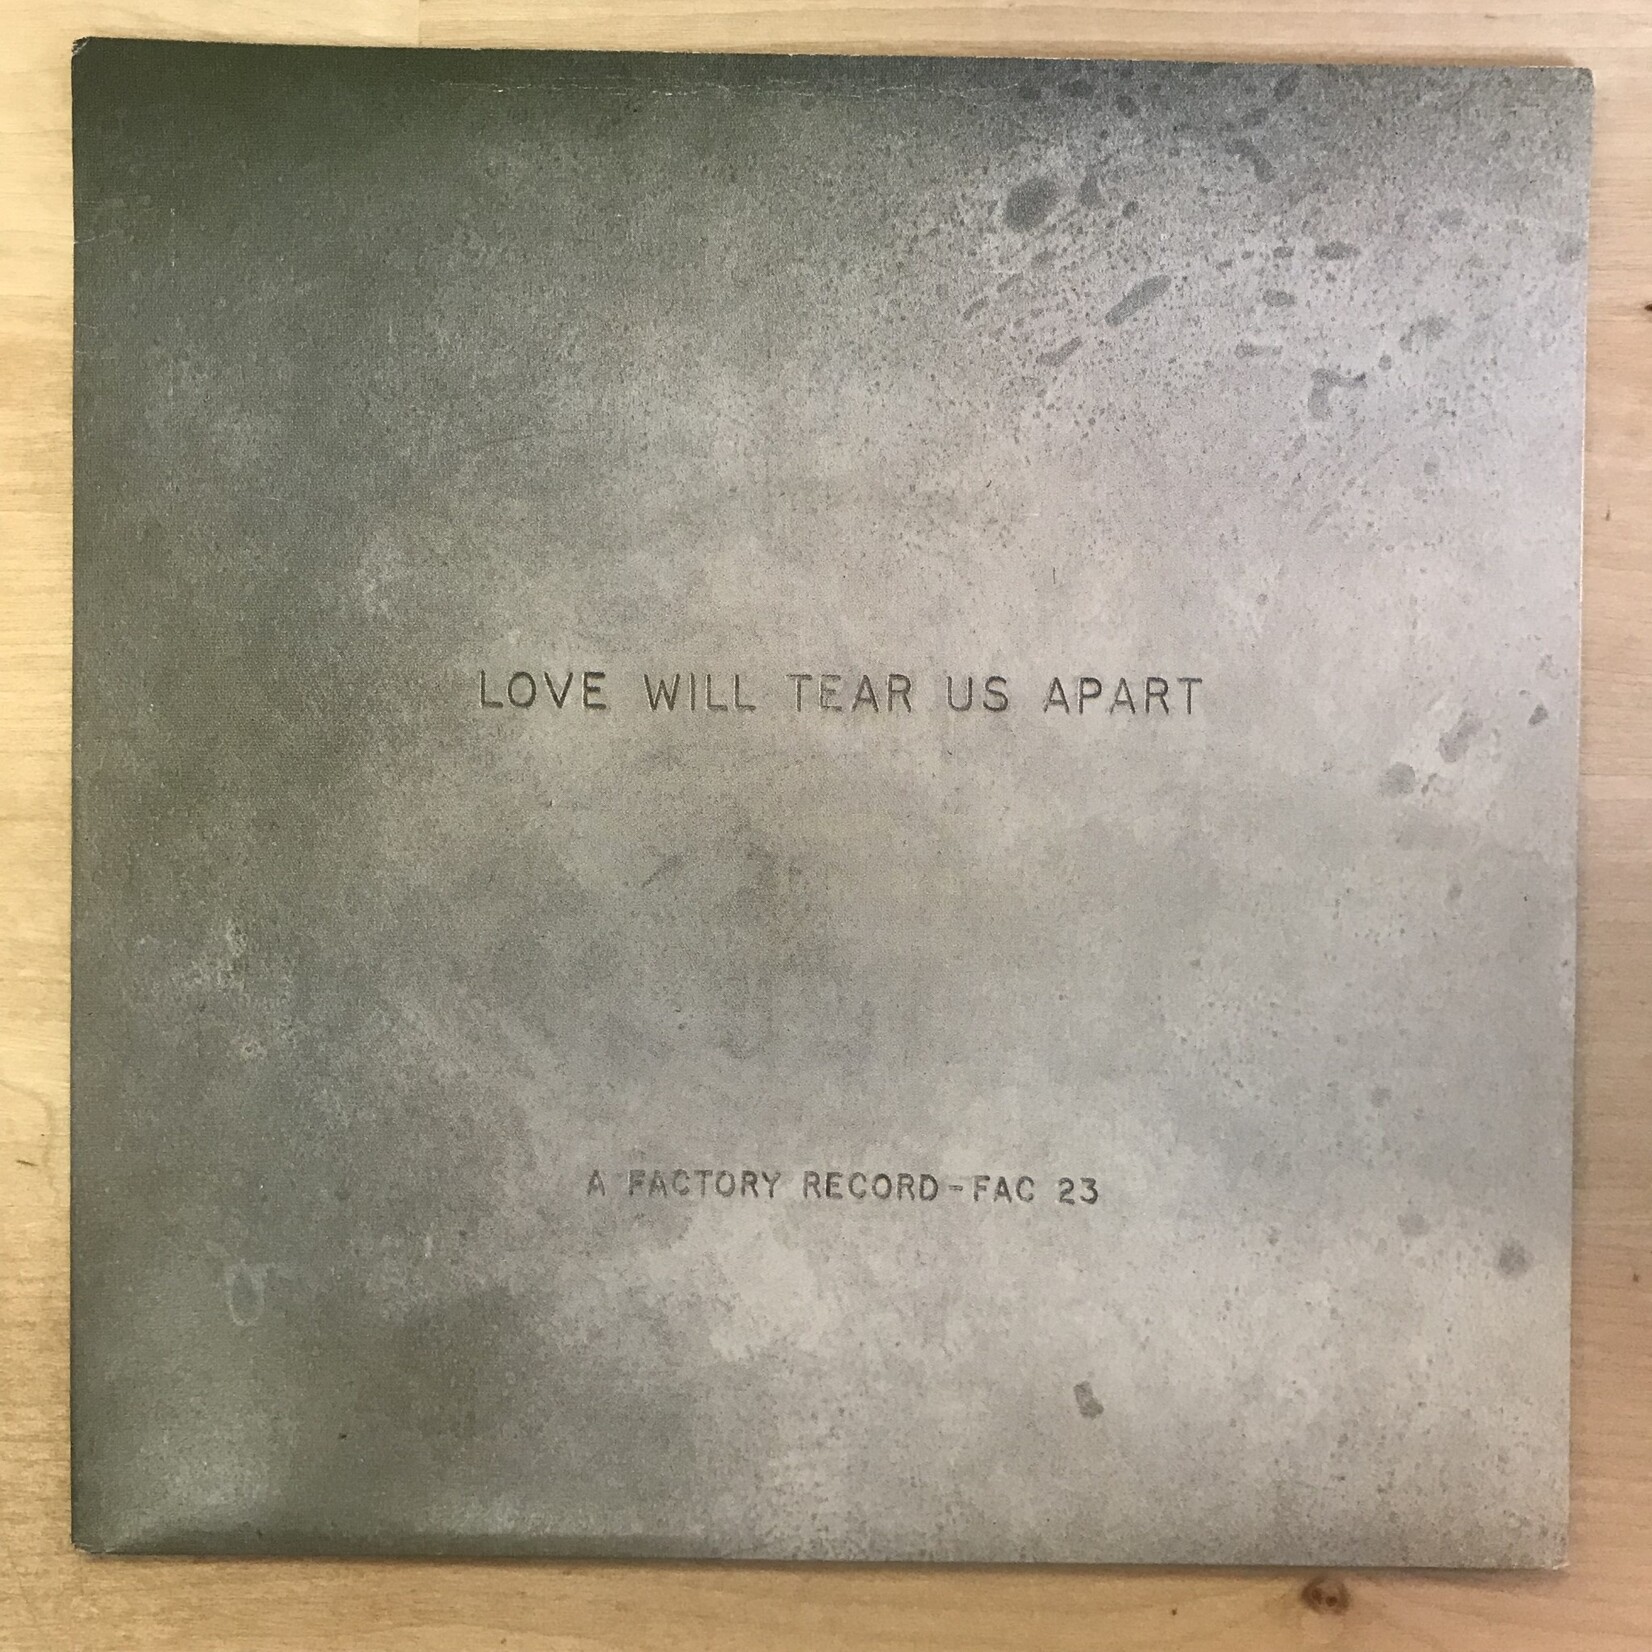 LOVE WILL TEAR US APART
A FACTORY RECORD-FAC 23